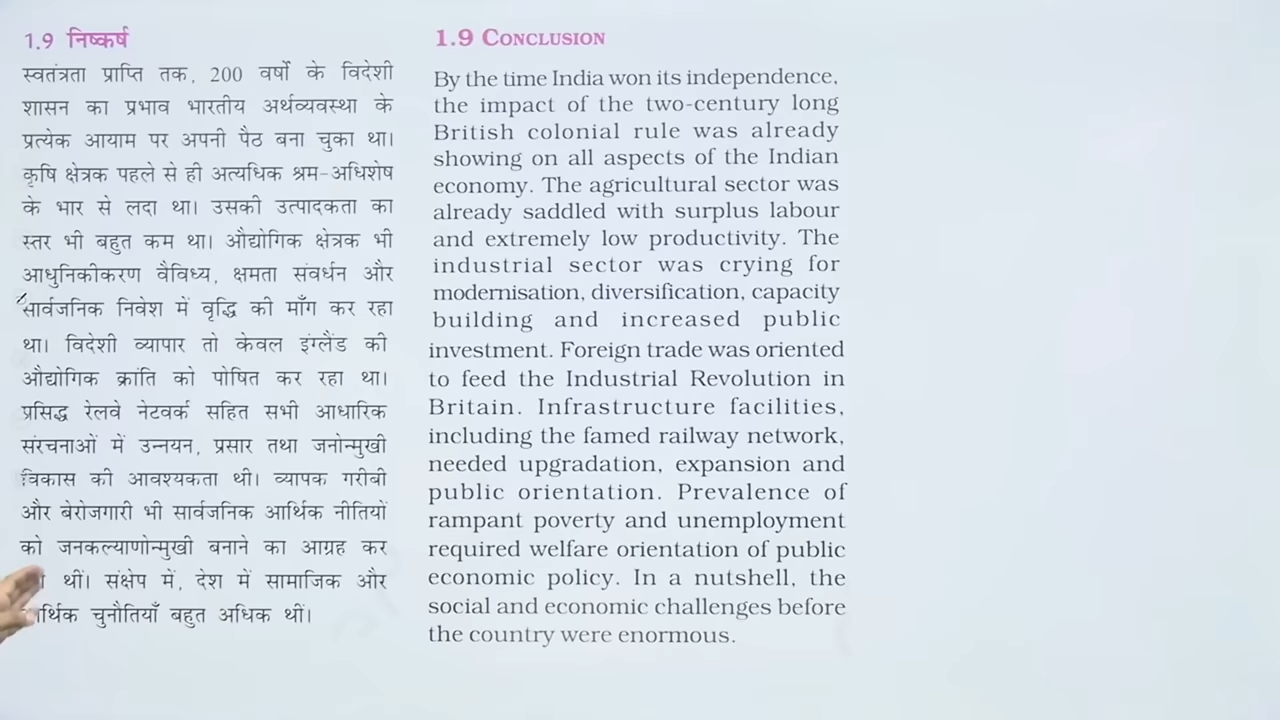 1.9 निष्कर्ष
स्वतंत्रता प्राप्ति तक, 200 वर्षों के विदेशी
शासन का प्रभाव भारतीय अर्थव्यवस्था के
प्रत्येक आयाम पर अपनी पैठ बना चुका था।
कृषि क्षेत्रक पहले से ही अत्यधिक श्रम-अधिशेष
के भार से लदा था। उसकी उत्पादकता का
स्तर भी बहुत कम था। औद्योगिक क्षेत्रक भी
आधुनिकीकरण वैविध्य, क्षमता संवर्धन और
सार्वजनिक निवेश में वृद्धि की माँग कर रहा
था। विदेशी व्यापार तो केवल इंग्लैंड की
औद्योगिक क्रांति को पोषित कर रहा था।
प्रसिद्ध रेलवे नेटवर्क सहित सभी आधारिक
संरचनाओं में उन्नयन, प्रसार तथा जनोन्मुखी
विकास की आवश्यकता थी। व्यापक गरीबी
और बेरोजगारी भी सार्वजनिक आर्थिक नीतियों
को जनकल्याणोन्मुखी बनाने का आग्रह कर
थीं। संक्षेप में, देश में सामाजिक और
चुनौतियाँ बहुत अधिक थीं।
1.9 CONCLUSION
By the time India won its independence,
the impact of the two-century long
British colonial rule was already
showing on all aspects of the Indian
economy. The agricultural sector was
already saddled with surplus labour
and extremely low productivity. The
industrial sector was crying for
modernisation, diversification, capacity
building and increased public
investment. Foreign trade was oriented
to feed the Industrial Revolution in
Britain. Infrastructure facilities,
including the famed railway network,
needed upgradation, expansion and
public orientation. Prevalence of
rampant poverty and unemployment
required welfare orientation of public
economic policy. In a nutshell, the
social and economic challenges before
the country were enormous.